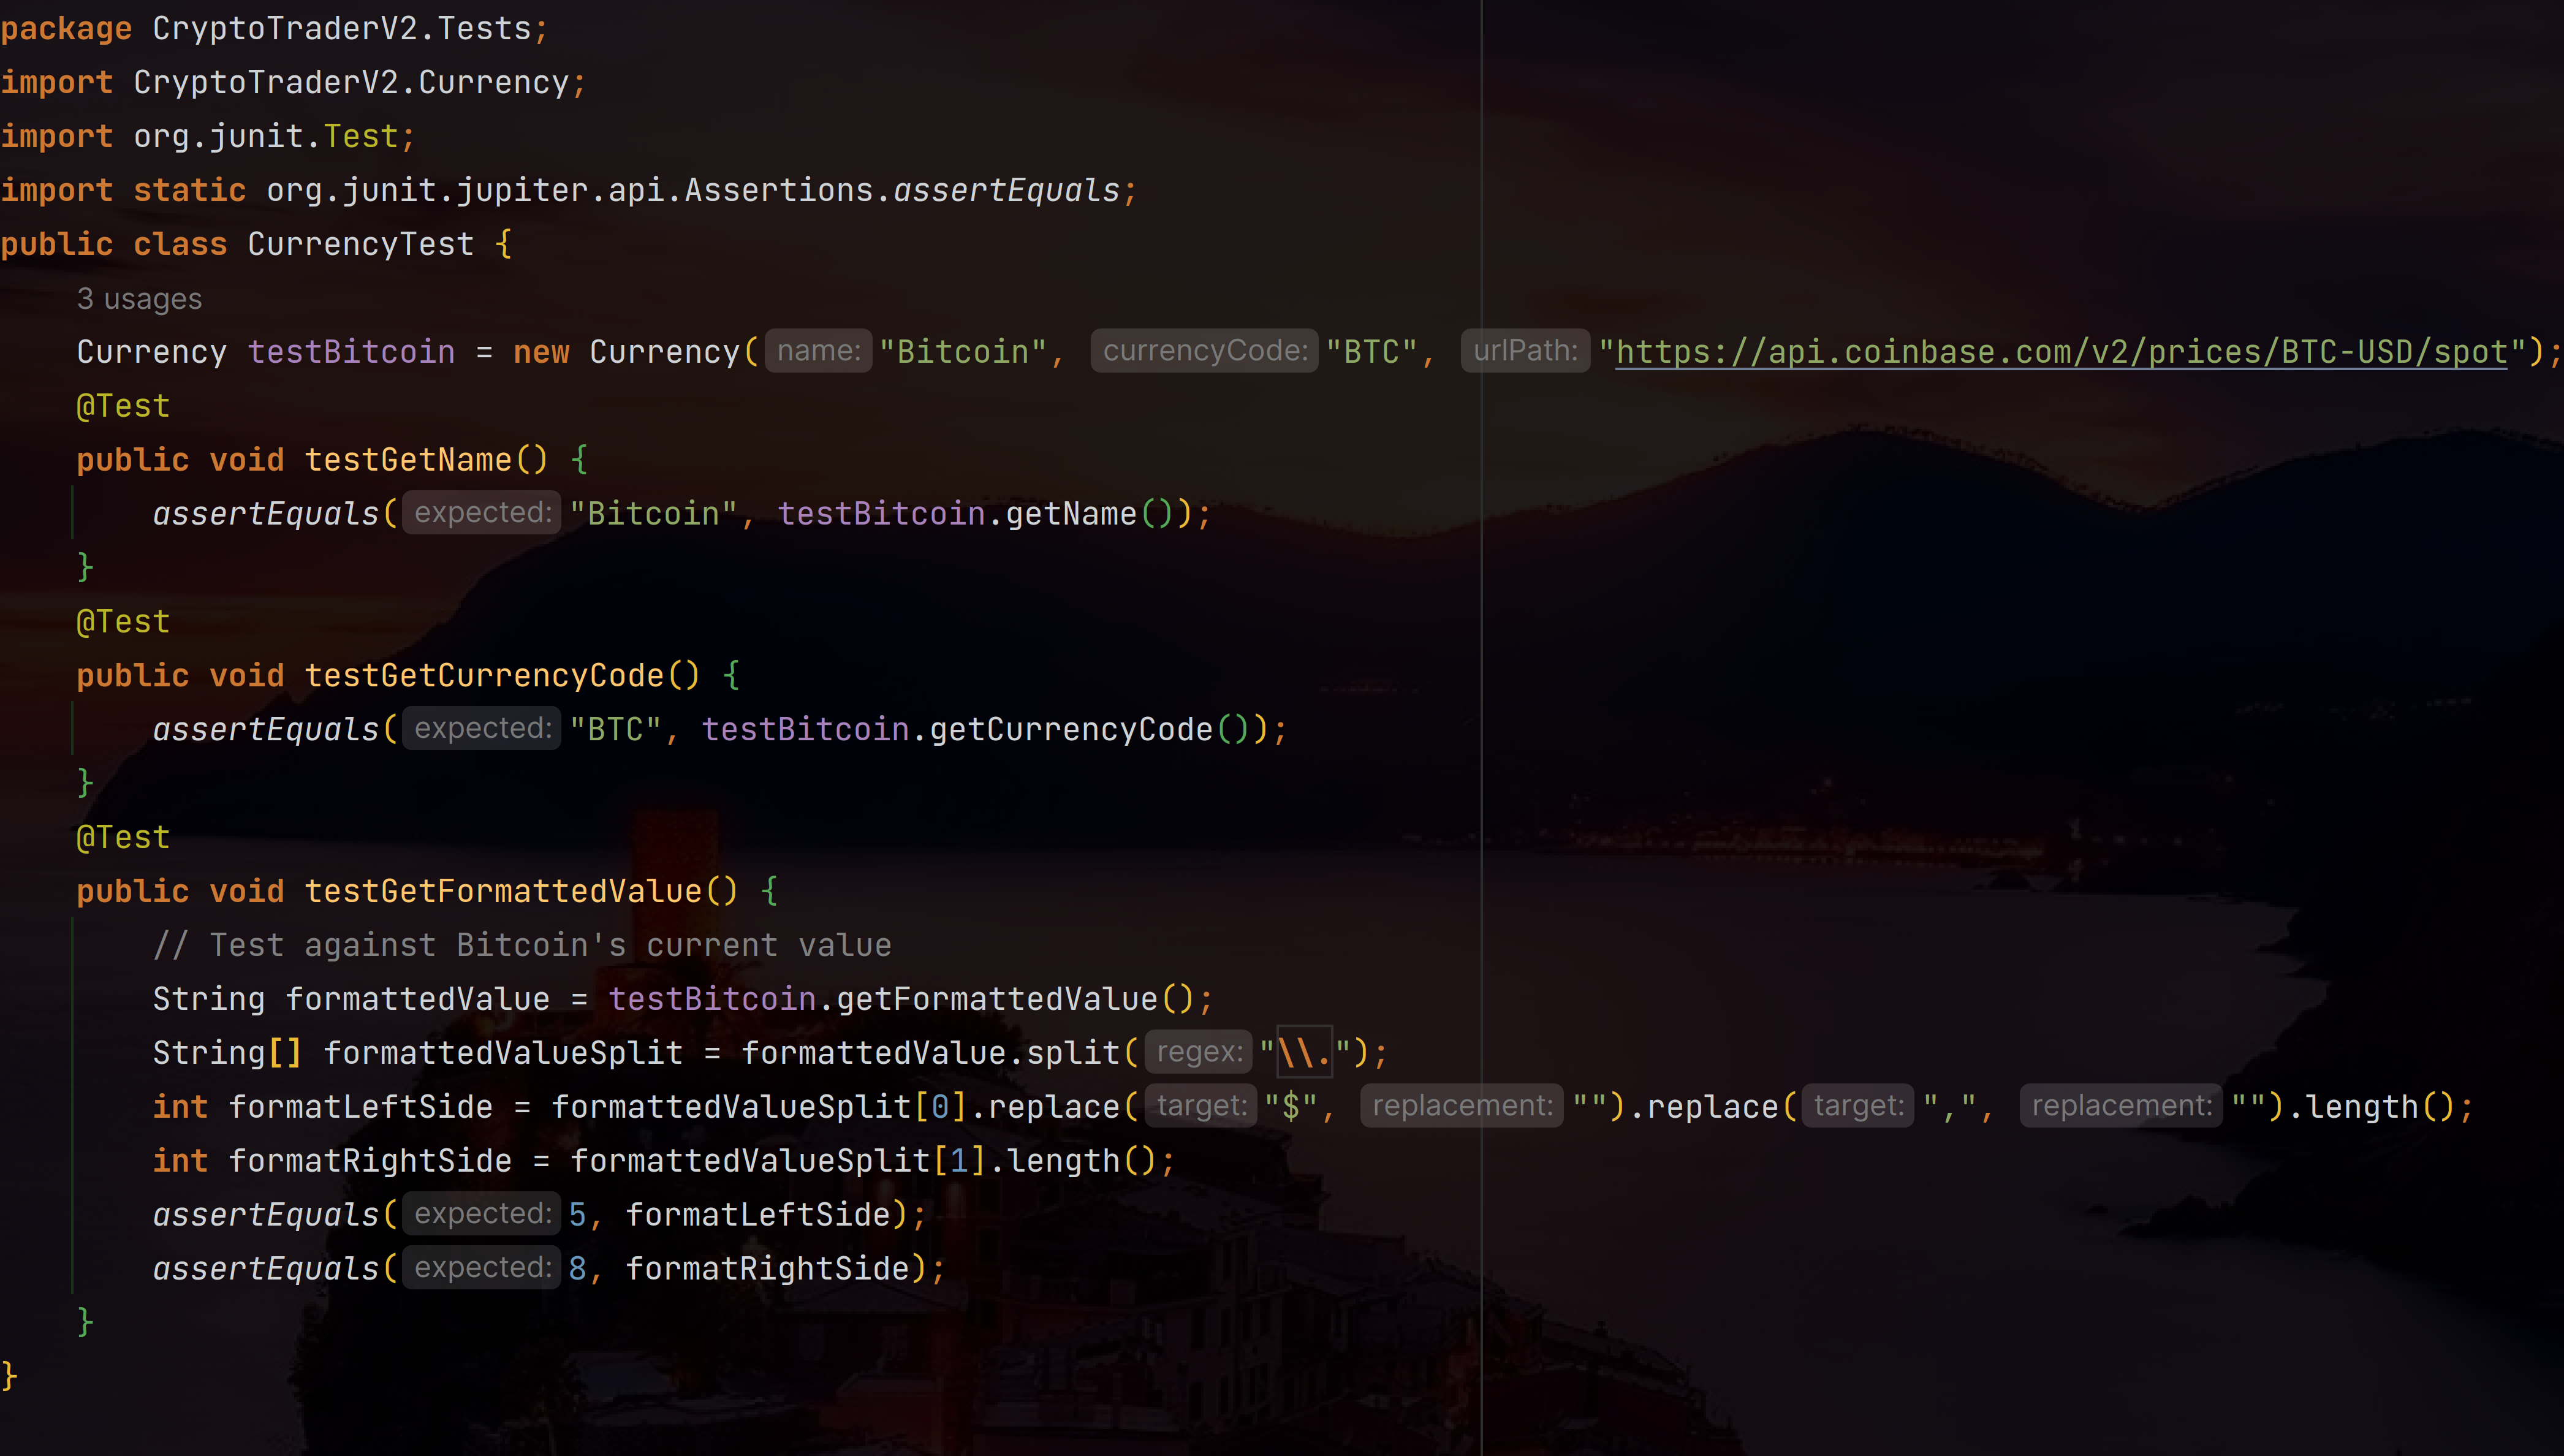 package CryptoTraderV2.Tests;
import CryptoTraderV2.Currency;
import org.junit.Test;
import static org.junit.jupiter.api.Assertions.assertEquals;
public class CurrencyTest {
3 usages
Currency testBitcoin = new Currency( name: "Bitcoin", currencyCode: "BTC", urlPath: "https://api.coinbase.com/v2/prices/BTC-USD/spot");
@Test
public void testGetName() {
assertEquals( expected: "Bitcoin", testBitcoin.getName());
}
@Test
public void testGetCurrencyCode() {
assertEquals( expected: "BTC", testBitcoin.getCurrencyCode());
}
@Test
public void testGetFormattedValue() {
// Test against Bitcoin's current value
String formattedValue = testBitcoin.getFormattedValue();
String[] formattedValueSplit = formattedValue.split( regex: "\\.");
int formatLeftSide = formattedValueSplit[0].replace( target: "$", replacement: "").replace( target: ",", replacement: "").length();
int formatRightSide = formattedValueSplit[1].length();
assertEquals( expected: 5, formatLeftSide);
assertEquals( expected: 8, formatRightSide);
}
}